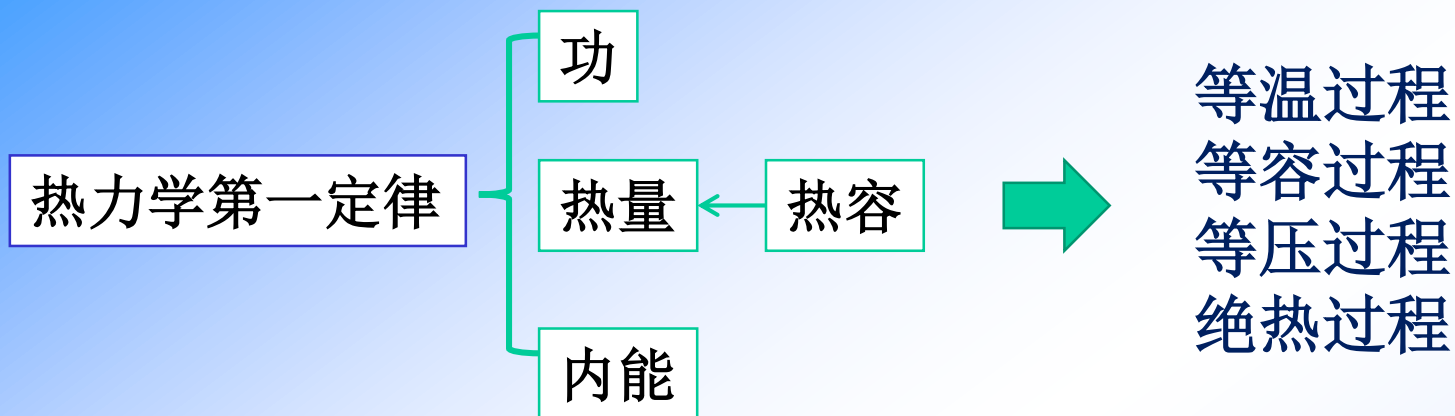 功
热力学第一定律
热量
热容
内能
等温过程
等容过程
等压过程
绝热过程